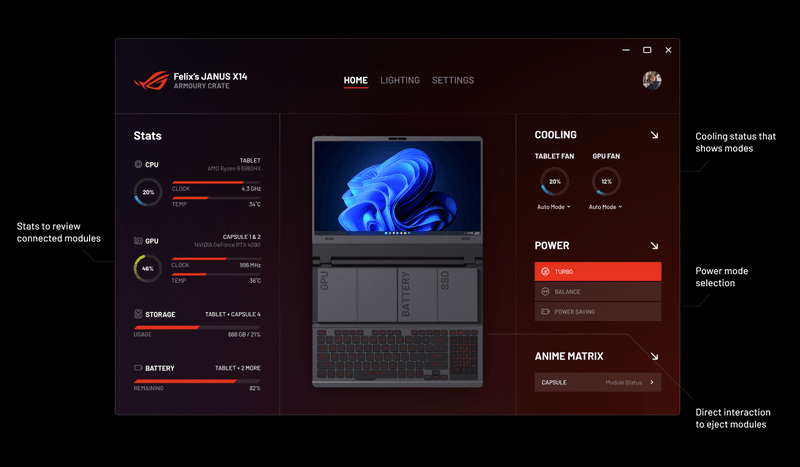 Felix's JANUS X14
ARMOURY CRATE
HOME
LIGHTING
SETTINGS
Stats
CPU
TABLET
AMD Ryzen 9 6980HX
20%
CLOCK
4.3 GHz
TEMP
34°C
GPU
CAPSULE 1 & 2
NVIDIA GeForce RTX 4090
46%
CLOCK
996 MHz
TEMP
36°C
STORAGE
TABLET + CAPSULE 4
USAGE
668 GB / 21%
BATTERY
TABLET + 2 MORE
REMAINING
82%
GPU
BATTERY
SSD
COOLING
TABLET FAN
GPU FAN
20%
12%
Auto Mode
Auto Mode
POWER
TURBO
BALANCE
POWER SAVING
ANIME MATRIX
CAPSULE
Module Status
Stats to review
connected modules
Cooling status that
shows modes
Power mode
selection
Direct interaction
to eject modules